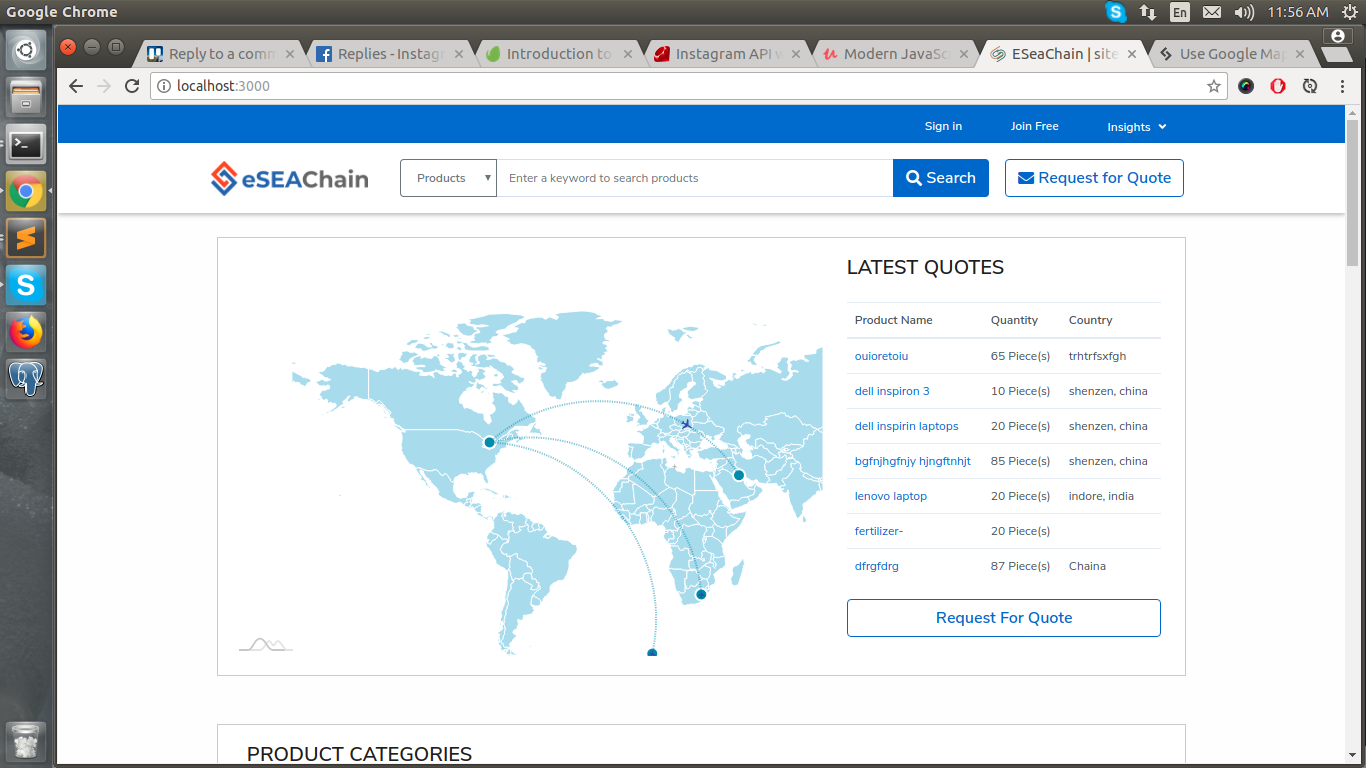 Google Chrome
En
11:56 AM
Reply to a comm
Replies - Instagr
Introduction to
Instagram API w
Modern JavaSc
ESeaChain | site
Use Google Map
localhost:3000
Sign in
Join Free
Insights
eSEAChain
Products
Enter a keyword to search products
Search
Request for Quote
LATEST QUOTES
Product Name Quantity Country
ouioretoiu 65 Piece(s) trhtrfsxfgh
dell inspiron 3 10 Piece(s) shenzen, china
dell inspirin laptops 20 Piece(s) shenzen, china
bgfnjhgfnjy hjngftnhjt 85 Piece(s) shenzen, china
lenovo laptop 20 Piece(s) indore, india
fertilizer- 20 Piece(s)
dfrgfdrg 87 Piece(s) Chaina
Request For Quote
PRODUCT CATEGORIES